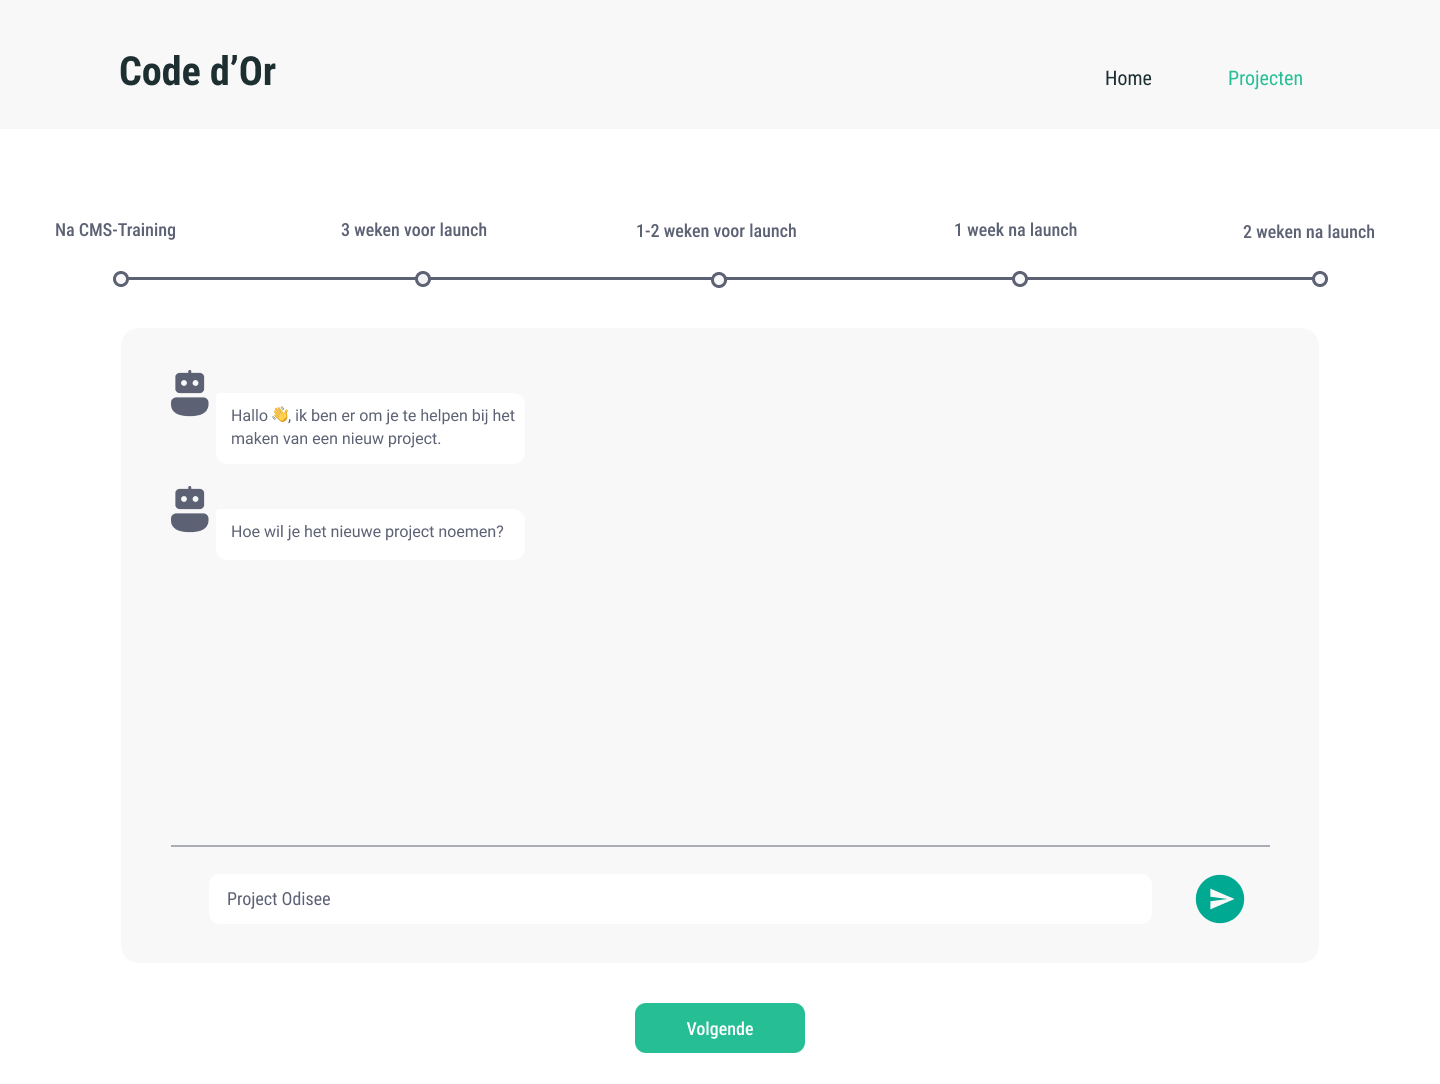 Code d’Or
Home
Projecten
Na CMS-Training
3 weken voor launch
1-2 weken voor launch
1 week na launch
2 weken na launch
Hallo 👋, ik ben er om je te helpen bij het
maken van een nieuw project.
Hoe wil je het nieuwe project noemen?
Project Odisee
Volgende